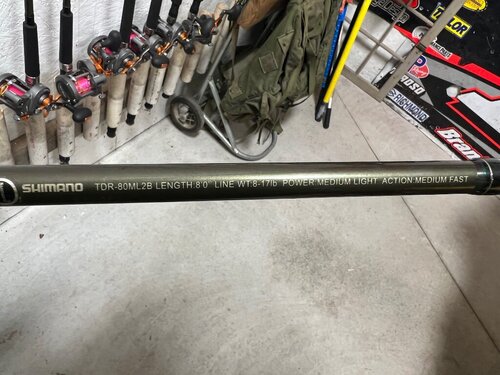 SHIMANO TDR-80ML2B LENGTH:8'0" LINE WT:8-17lb POWER:MEDIUM LIGHT ACTION:MEDIUM FAST